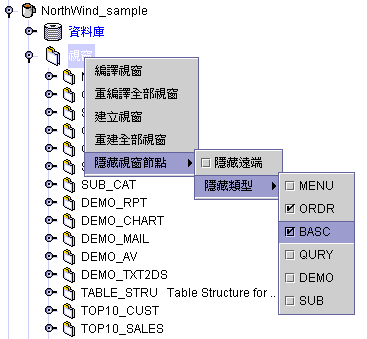 NorthWind_sample
資料庫
視窗
編譯視窗
重編譯全部視窗
建立視窗
重建全部視窗
隱藏視窗節點
隱藏遠端
隱藏類型
MENU
ORDR
BASC
QURY
DEMO
SUB
SUB_CAT
DEMO_RPT
DEMO_CHART
DEMO_MAIL
DEMO_AV
DEMO_TXT2DS
TABLE_STRU Table Structure for ..
TOP10_CUST
TOP10_SALES